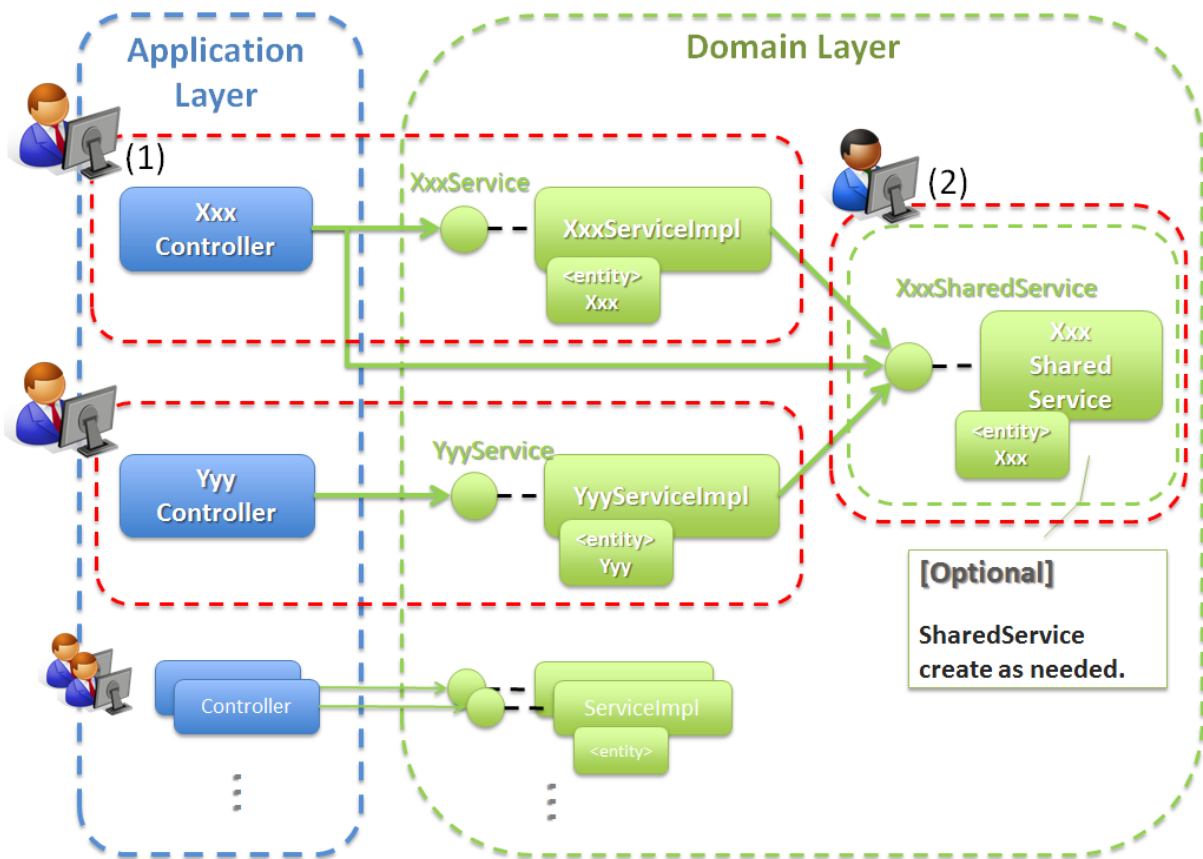 Application
Layer
Domain Layer
(1)
Xxx
Controller
XxxService
XxxServiceImpl
<entity>
Xxx
(2)
XxxSharedService
Xxx
Shared
Service
<entity>
Xxx
Yyy
Controller
YyyService
YyyServiceImpl
<entity>
Yyy
[Optional]
SharedService
create as needed.
Controller
ServiceImpl
<entity>